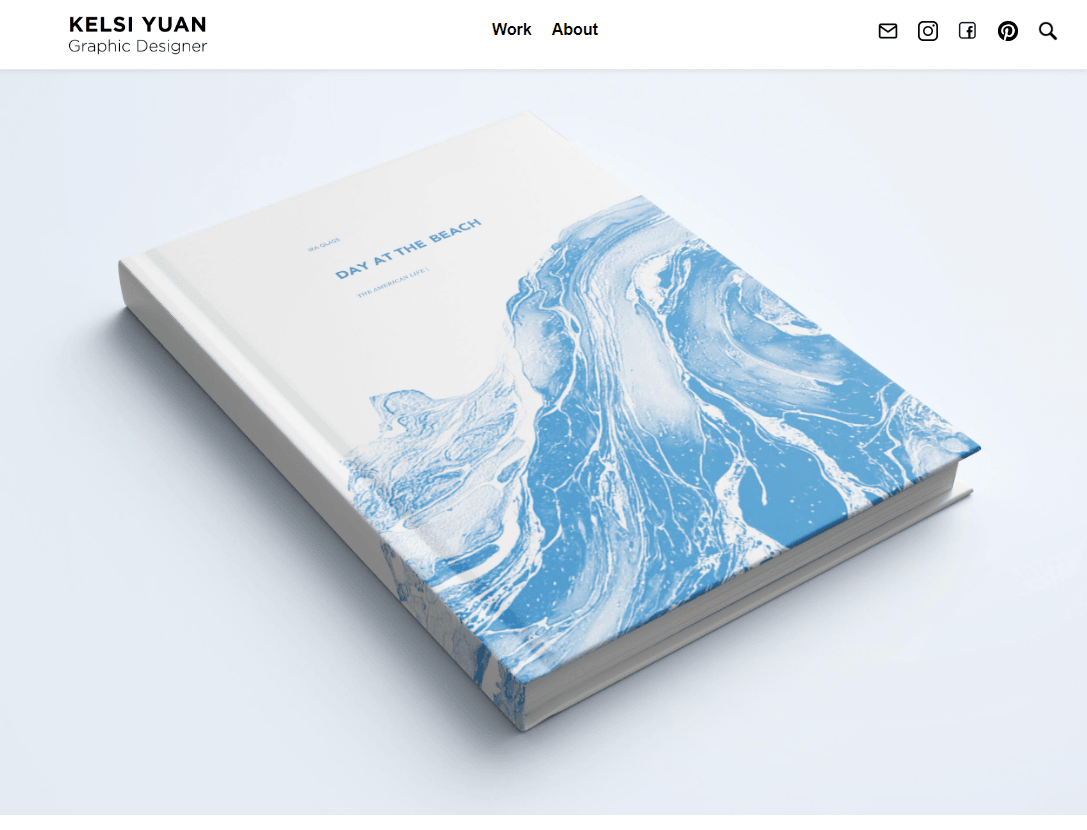 KELSI YUAN
Graphic Designer
Work About
IRA GLASS
DAY AT THE BEACH
THE AMERICAN LIFE